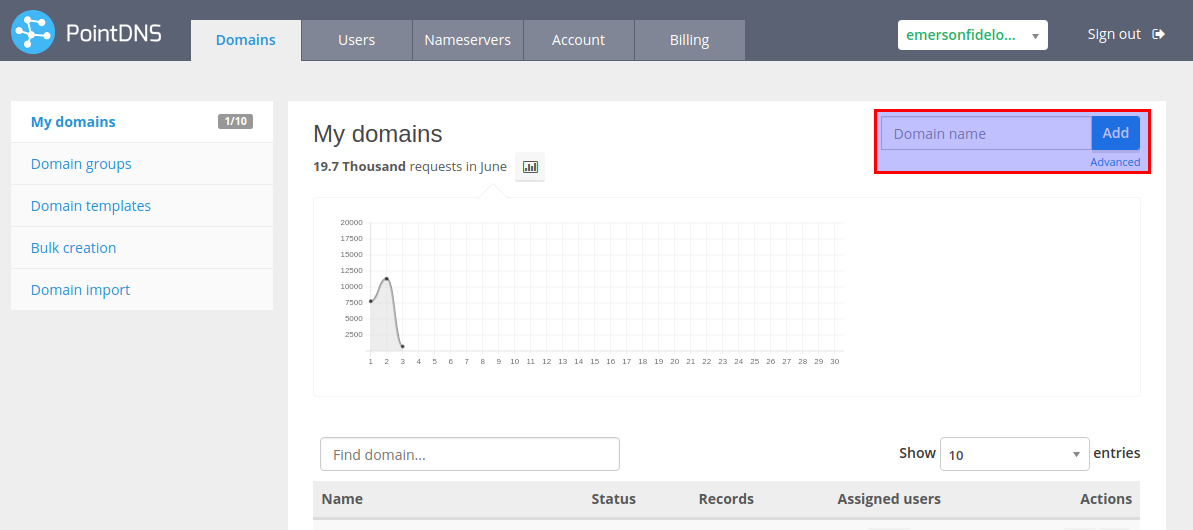 PointDNS
Domains
Users
Nameservers
Account
Billing
emersonfidelo...
Sign out
My domains 1/10
Domain groups
Domain templates
Bulk creation
Domain import
My domains
19.7 Thousand requests in June
Domain name
Add
Advanced
20000
17500
15000
12500
10000
7500
5000
2500
1 2 3 4 5 6 7 8 9 10 11 12 13 14 15 16 17 18 19 20 21 22 23 24 25 26 27 28 29 30
Find domain...
Show 10 entries
Name Status Records Assigned users Actions